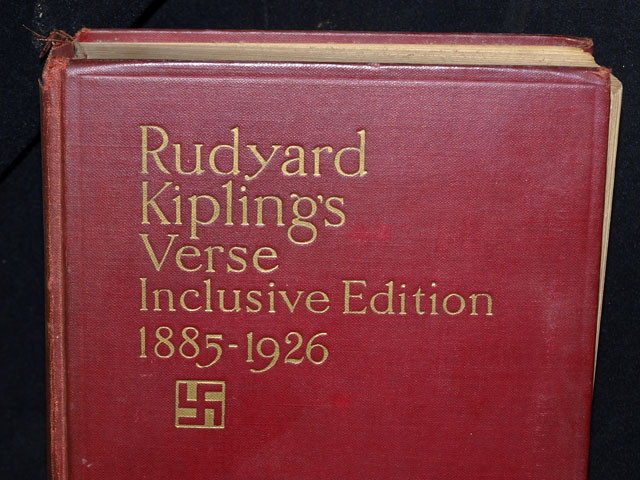 Rudyard
Kipling's
Verse
Inclusive Edition
1885-1926